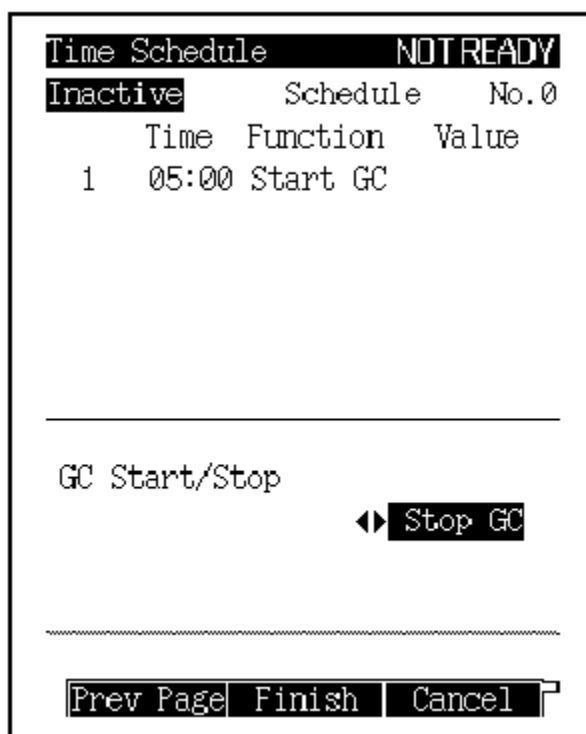 Time Schedule NOT READY
Inactive Schedule No.0
Time Function Value
1 05:00 Start GC
GC Start/Stop
Stop GC
Prev Page Finish Cancel